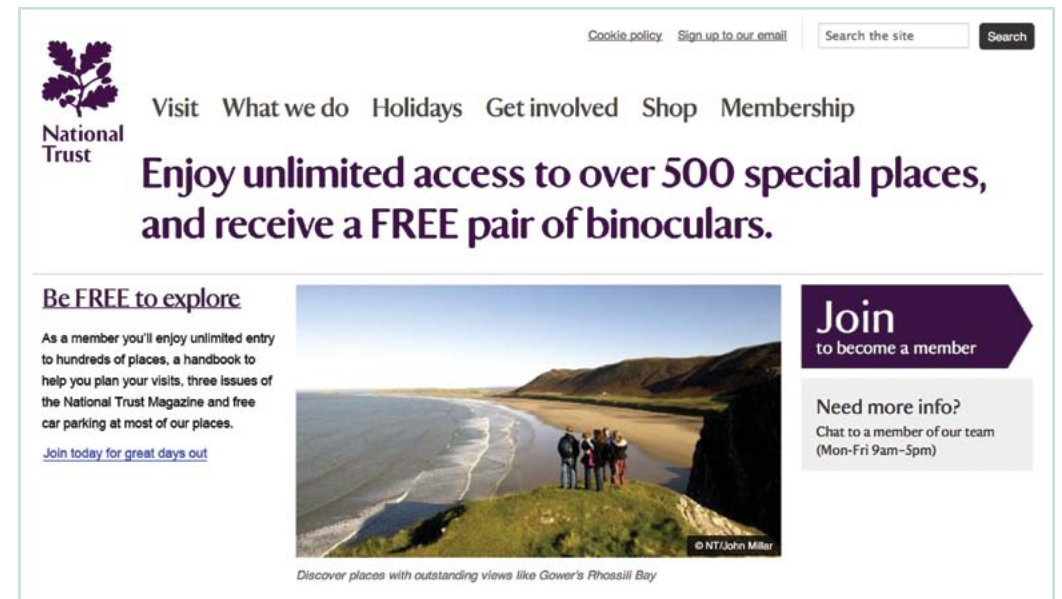 Cookie policy Sign up to our email Search the site Search
National
Trust
Visit What we do Holidays Get involved Shop Membership
Enjoy unlimited access to over 500 special places,
and receive a FREE pair of binoculars.
Be FREE to explore
As a member you'll enjoy unlimited entry
to hundreds of places, a handbook to
help you plan your visits, three issues of
the National Trust Magazine and free
car parking at most of our places.
Join today for great days out
© NT/John Millar
Discover places with outstanding views like Gower's Rhossili Bay
Join
to become a member
Need more info?
Chat to a member of our team
(Mon-Fri 9am–5pm)